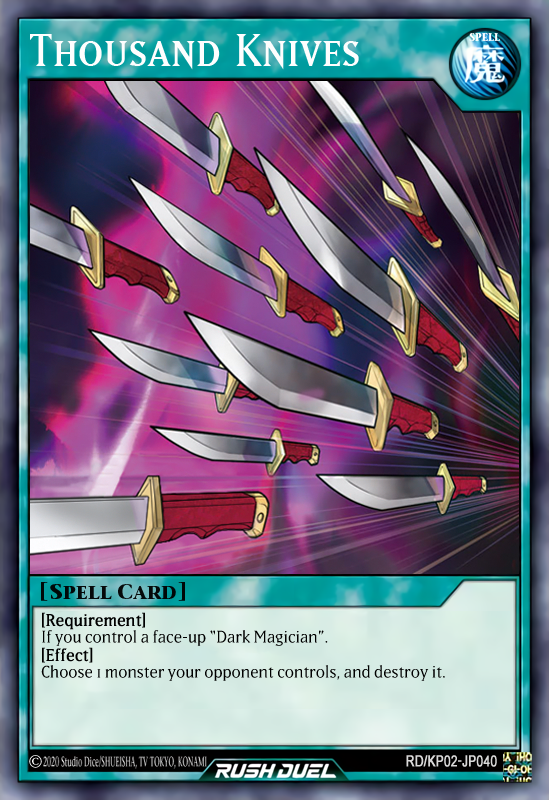 Thousand Knives
SPELL
魔
[Spell Card]
[Requirement]
If you control a face-up “Dark Magician”.
[Effect]
Choose 1 monster your opponent controls, and destroy it.
©2020 Studio Dice/SHUEISHA, TV TOKYO, KONAMI
RUSH DUEL
RD/KP02-JP040